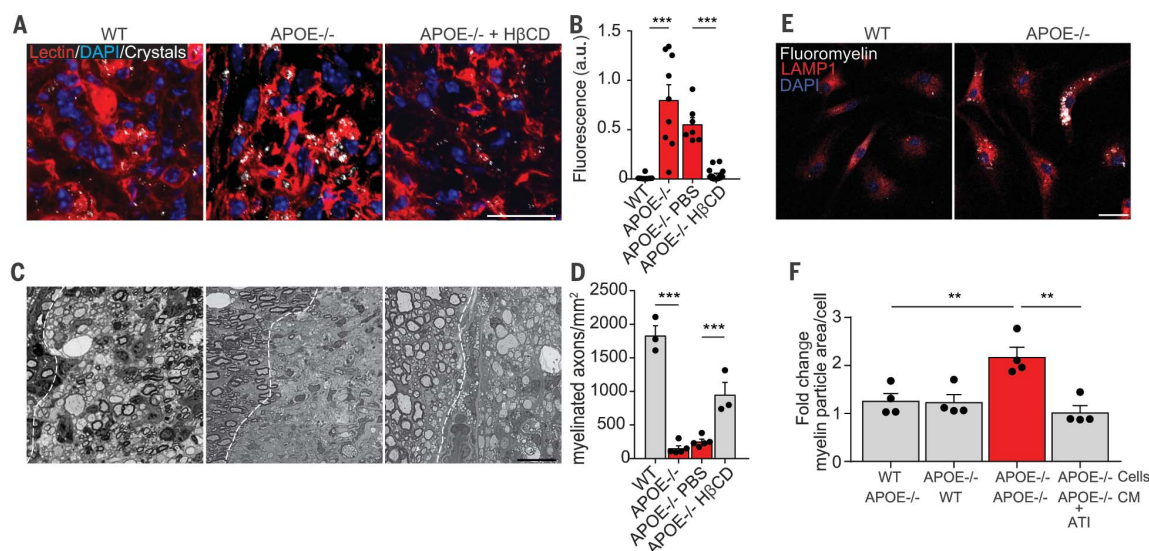 A
WT
APOE-/-
APOE-/- + HβCD
Lectin/DAPI/Crystals
B
Fluorescence (a.u.)
***
***
1.5
1.0
0.5
0
WT
APOE-/-
APOE-/- PBS
APOE-/- HβCD
C
D
myelinated axons/mm²
***
***
2500
2000
1500
1000
500
0
WT
APOE-/-
APOE-/- PBS
APOE-/- HβCD
E
WT
APOE-/-
Fluoromyelin
LAMP1
DAPI
F
Fold change
myelin particle area/cell
**
**
3
2
1
0
WT APOE-/- APOE-/- APOE-/- Cells
APOE-/- WT APOE-/- APOE-/- CM
+
ATI